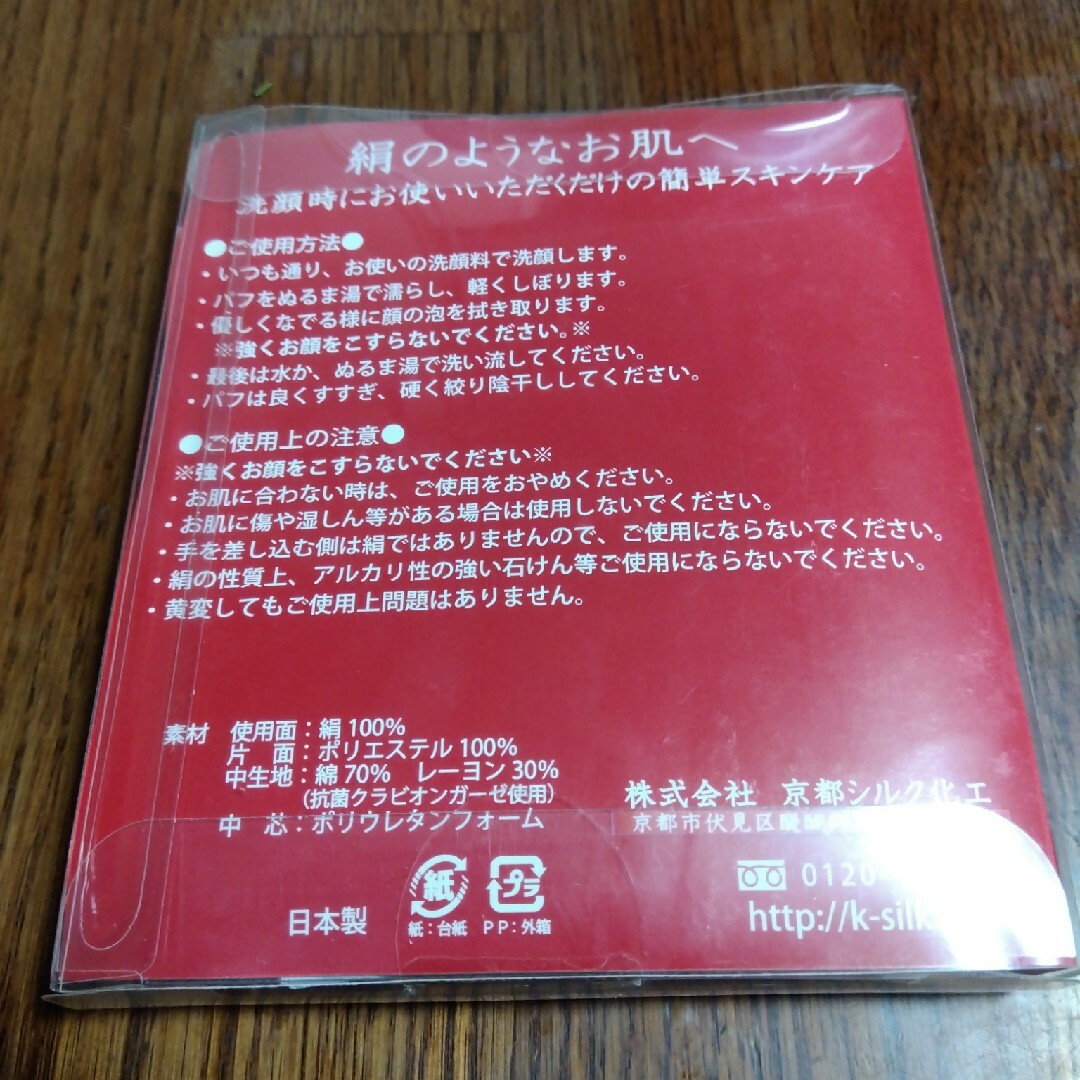 絹のようなお肌へ
洗顔時にお使いいただくだけの簡単スキンケア
●ご使用方法●
・いつも通り、お使いの洗顔料で洗顔します。
・パフをぬるま湯で濡らし、軽くしぼります。
・優しくなでる様に顔の泡を拭き取ります。
※強くお顔をこすらないでください。※
・最後は水か、ぬるま湯で洗い流してください。
・パフは良くすすぎ、硬く絞り陰干ししてください。
●ご使用上の注意●
※強くお顔をこすらないでください※
・お肌に合わない時は、ご使用をおやめください。
・お肌に傷や湿しん等がある場合は使用しないでください。
・手を差し込む側は絹ではありませんので、ご使用にならないでください。
・絹の性質上、アルカリ性の強い石けん等ご使用にならないでください。
・黄変してもご使用上問題はありません。
素材 使用面：絹 100%
片 面：ポリエステル 100%
中生地：綿 70% レーヨン 30%
（抗菌クラビオンガーゼ使用）
中 芯：ポリウレタンフォーム
株式会社 京都シルク化工
京都市伏見区醍醐
0120-
http://k-silk
紙 プラ
日本製 紙：台紙 PP：外箱